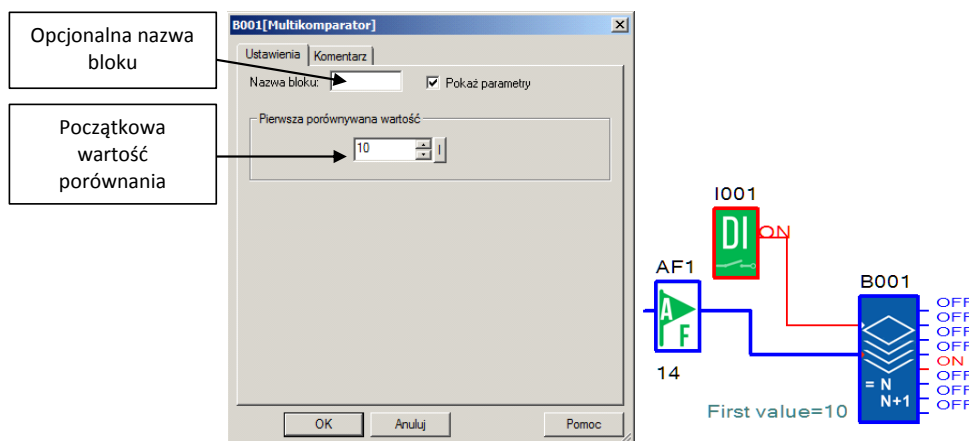 Opcjonalna nazwa
bloku
Początkowa
wartość
porównania
B001[Multikomparator]
Ustawienia
Komentarz
Nazwa bloku:
Pokaż parametry
Pierwsza porównywana wartość
10
OK
Anuluj
Pomoc
I001
DI
ON
AF1
A
F
14
B001
= N
N+1
OFF
OFF
OFF
OFF
ON
OFF
OFF
OFF
First value=10